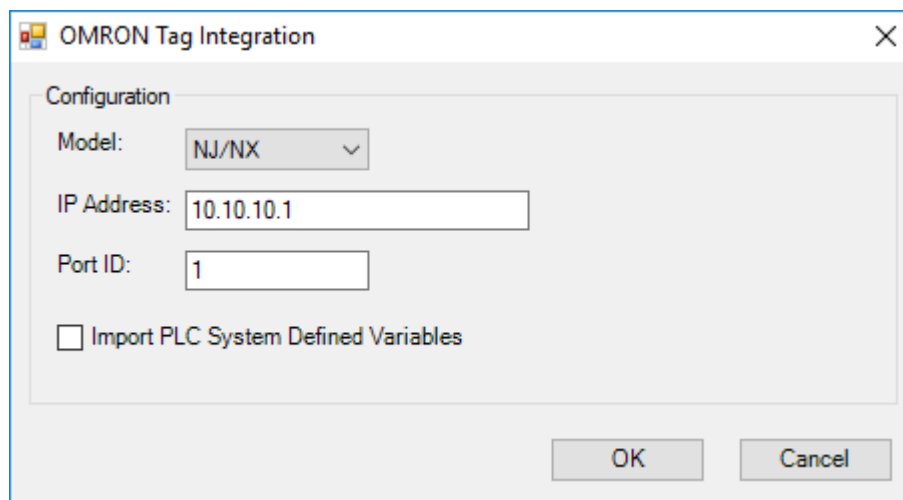 OMRON Tag Integration
Configuration
Model: NJ/NX
IP Address: 10.10.10.1
Port ID: 1
Import PLC System Defined Variables
OK Cancel